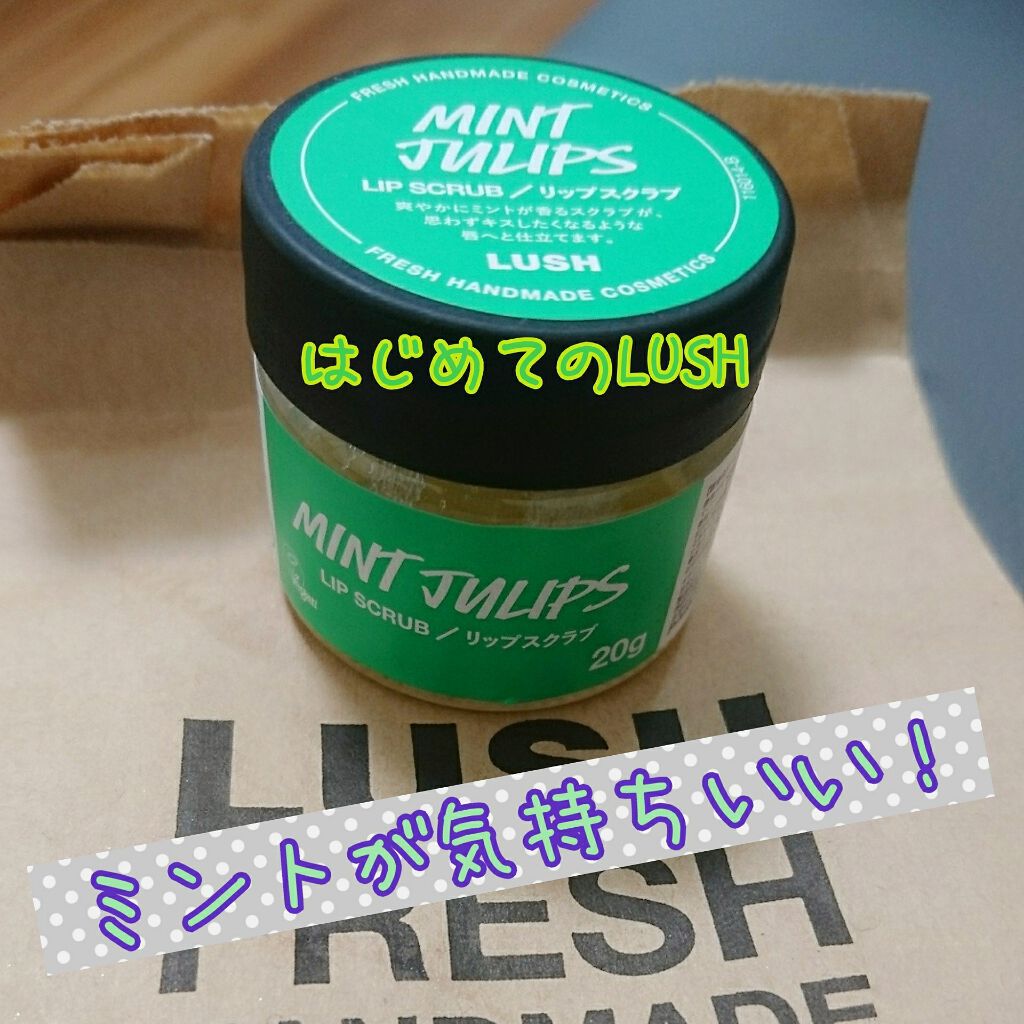 FRESH HANDMADE COSMETICS
MINT
JULIPS
LIP SCRUB／リップスクラブ
爽やかにミントが香るスクラブが、
思わずキスしたくなるような
唇へと仕立てます。
LUSH
FRESH HANDMADE COSMETICS
はじめてのLUSH
MINT JULIPS
LIP SCRUB／リップスクラブ
Vegan
20g
LUSH
ミントが気持ちいい！
FRESH
HANDMADE